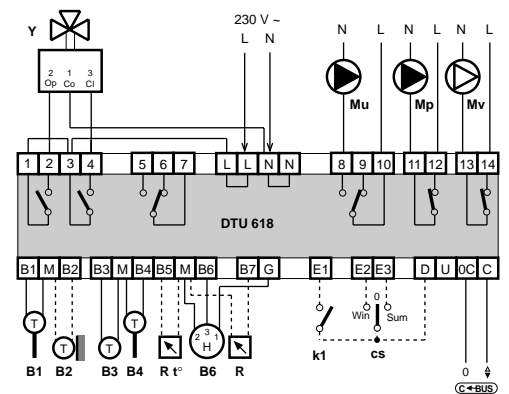 230 V ~
Y
L N
N L N L N L
2 1 3
Op Co Cl
Mu Mp Mv
1 2 3 4 5 6 7 L L N N 8 9 10 11 12 13 14
DTU 618
B1 M B2 B3 M B4 B5 M B6 B7 G E1 E2 E3 D U 0C C
T T T T 2 3 1 H
0
Win Sum
B1 B2 B3 B4 R t° B6 R k1 cs
0
C BUS